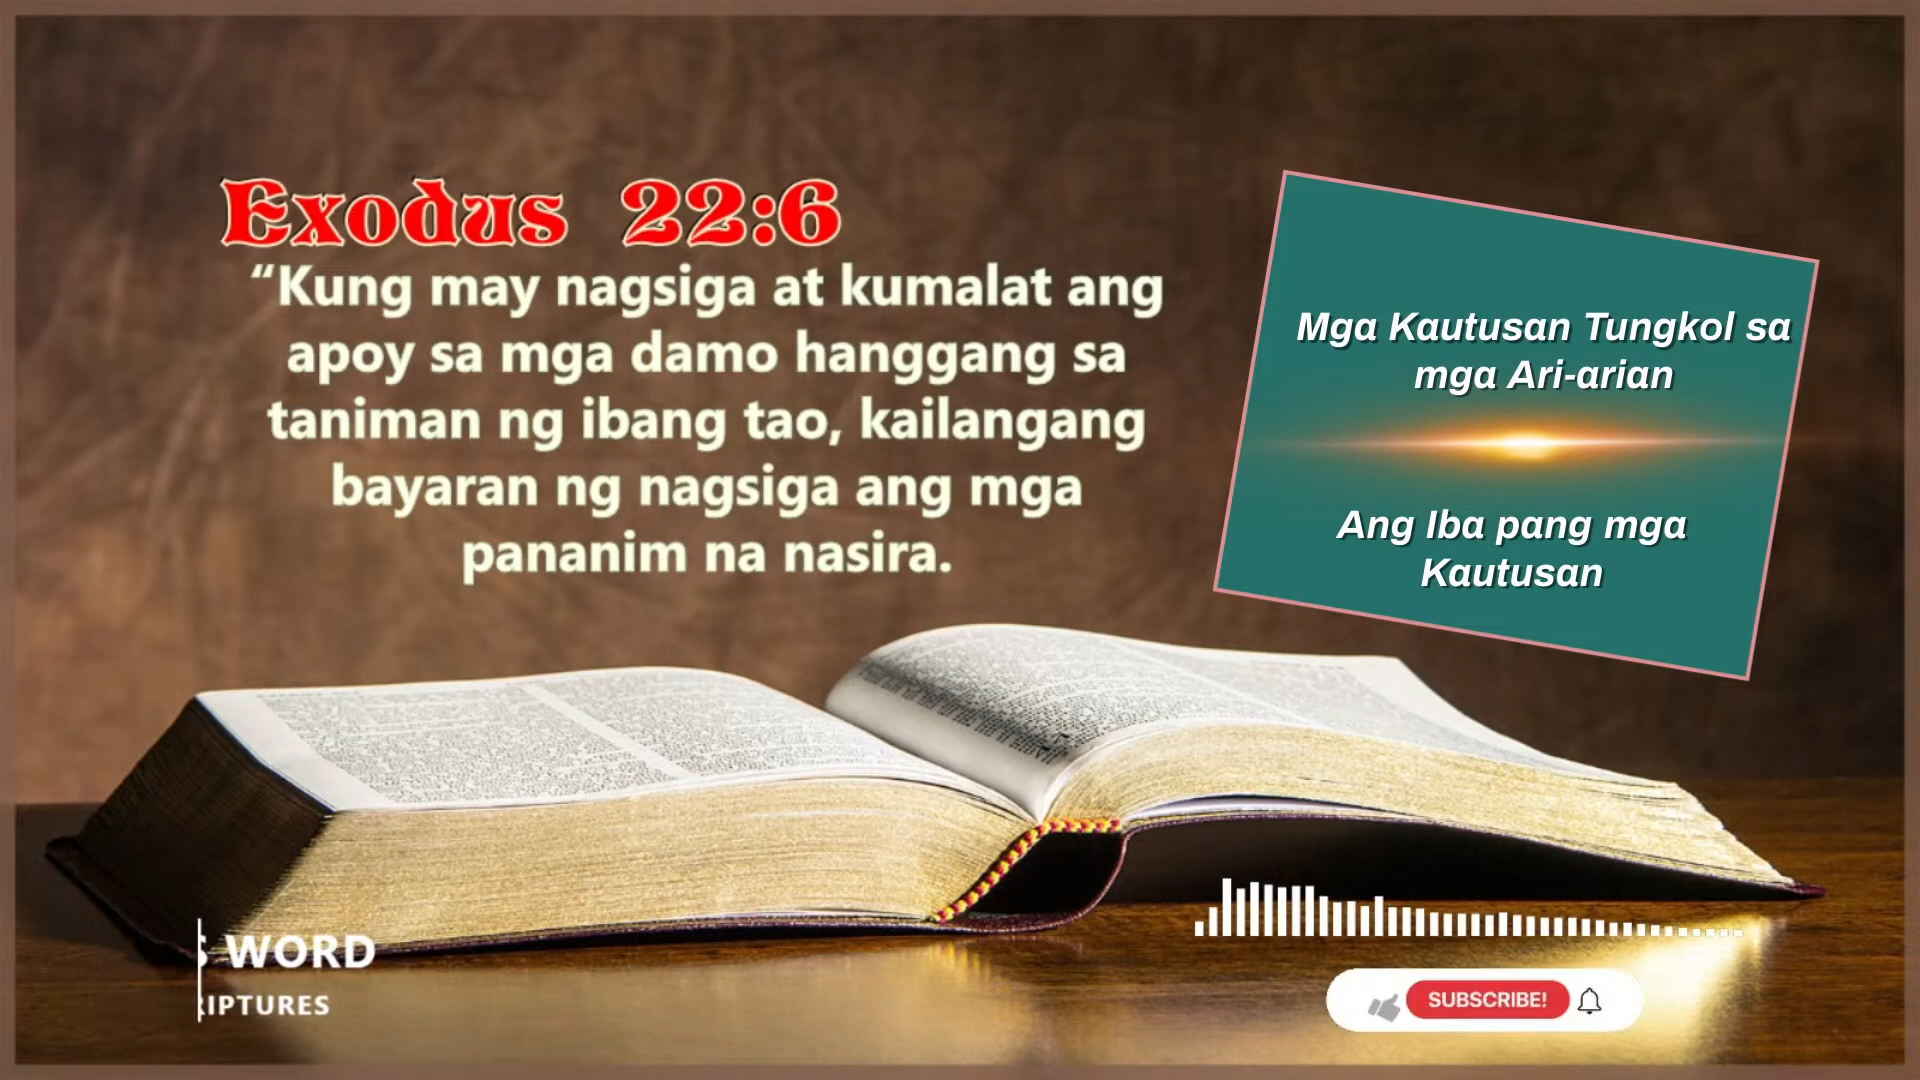 Exodus 22:6
“Kung may nagsiga at kumalat ang
apoy sa mga damo hanggang sa
taniman ng ibang tao, kailangang
bayaran ng nagsiga ang mga
pananim na nasira.
Mga Kautusan Tungkol sa
mga Ari-arian
Ang Iba pang mga
Kautusan
WORD
RIPTURES
SUBSCRIBE!